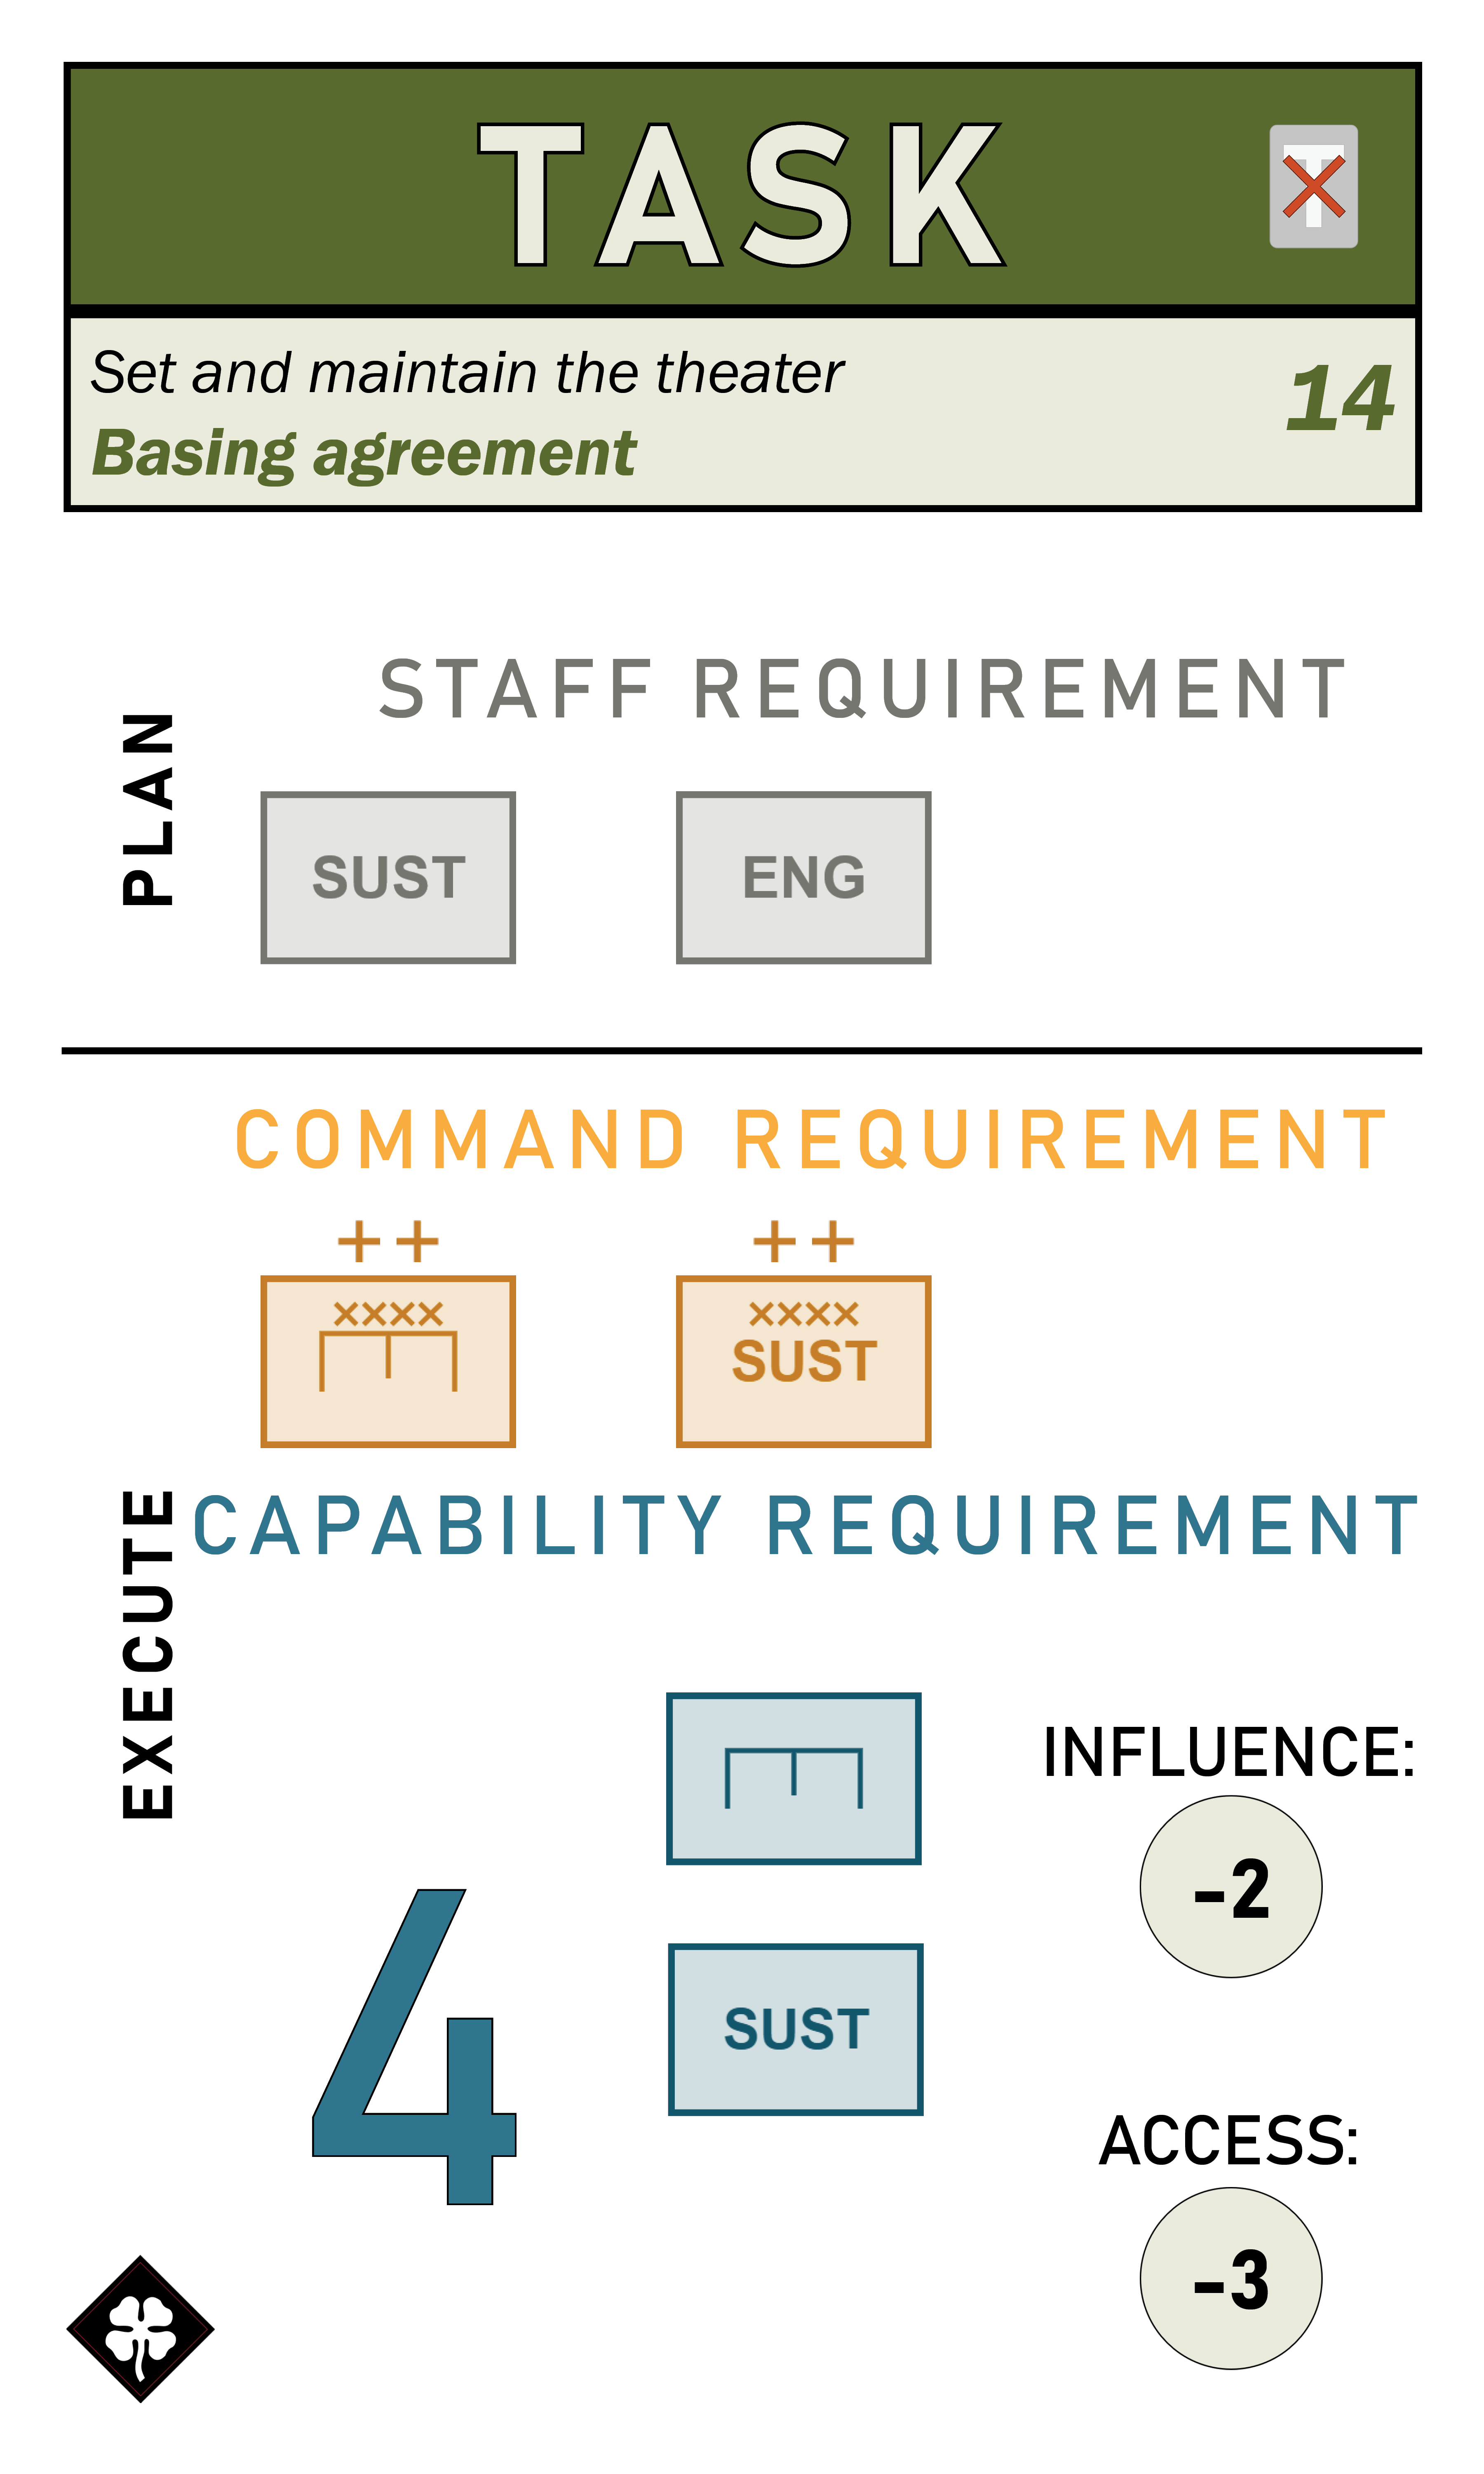 TASK
T
Set and maintain the theater
14
Basing agreement
PLAN
STAFF REQUIREMENT
SUST
ENG
COMMAND REQUIREMENT
++
++
XXXX
XXXX
SUST
EXECUTE
CAPABILITY REQUIREMENT
INFLUENCE:
-2
4
SUST
ACCESS:
-3